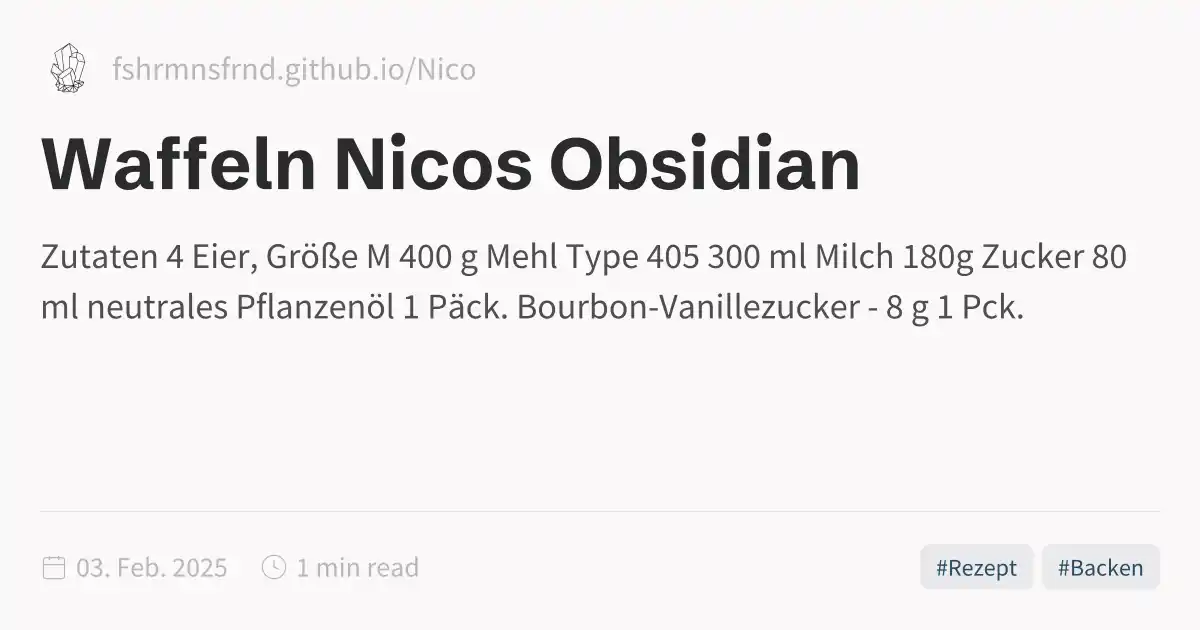 fshrmnsfrnd.github.io/Nico
Waffeln Nicos Obsidian
Zutaten 4 Eier, Größe M 400 g Mehl Type 405 300 ml Milch 180g Zucker 80
ml neutrales Pflanzenöl 1 Päck. Bourbon-Vanillezucker - 8 g 1 Pck.
03. Feb. 2025 1 min read #Rezept #Backen